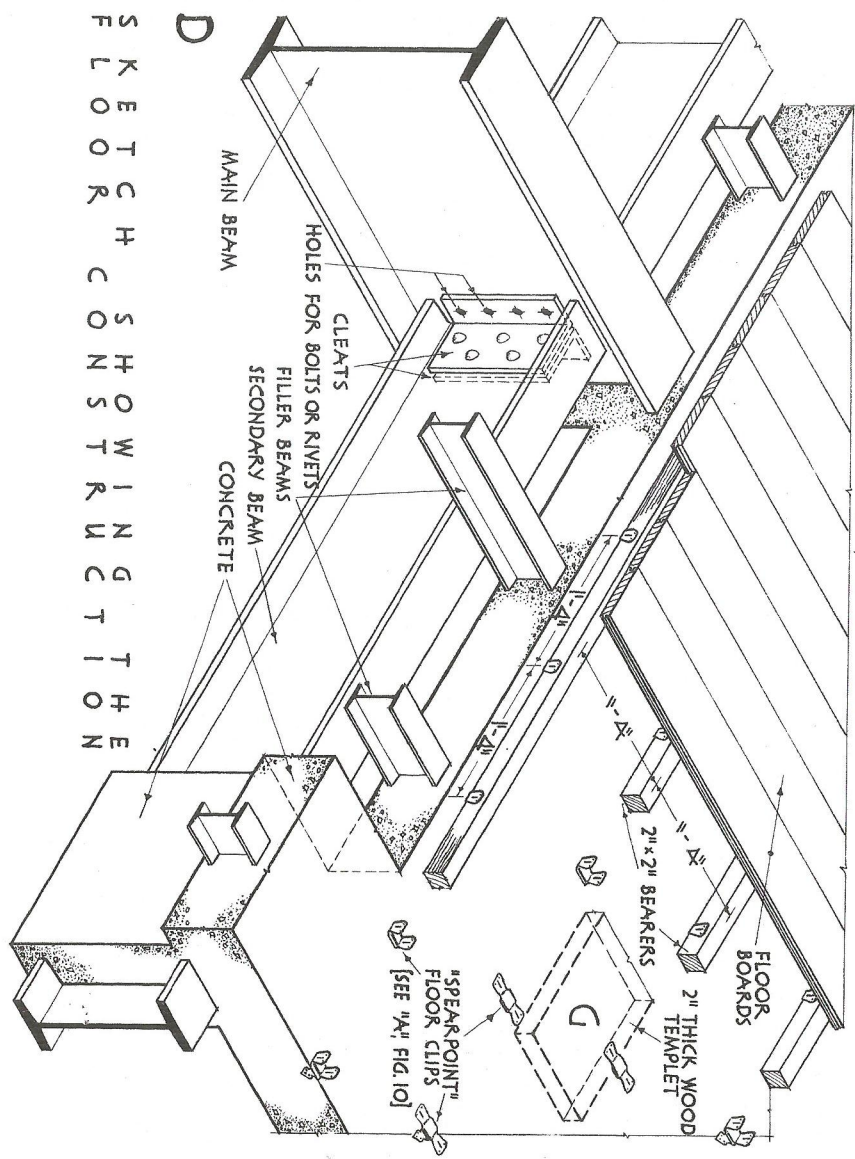 FLOOR
BOARDS
2" THICK WOOD
TEMPLET
2" x 2" BEARERS
1'-4"
1'-4"
G
"SPEARPOINT"
FLOOR CLIPS
[SEE "A", FIG. 10]
1'-4"
1'-4"
HOLES FOR BOLTS OR RIVETS
CLEATS
FILLER BEAMS
SECONDARY BEAM
CONCRETE
MAIN BEAM
D
SKETCH SHOWING THE
FLOOR CONSTRUCTION